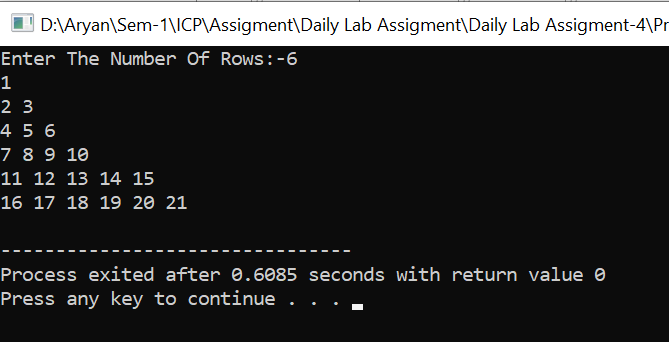 D:\Aryan\Sem-1\ICP\Assigment\Daily Lab Assigment\Daily Lab Assigment-4\Pr
Enter The Number Of Rows:-6
1
2 3
4 5 6
7 8 9 10
11 12 13 14 15
16 17 18 19 20 21
--------------------------------
Process exited after 0.6085 seconds with return value 0
Press any key to continue . . .